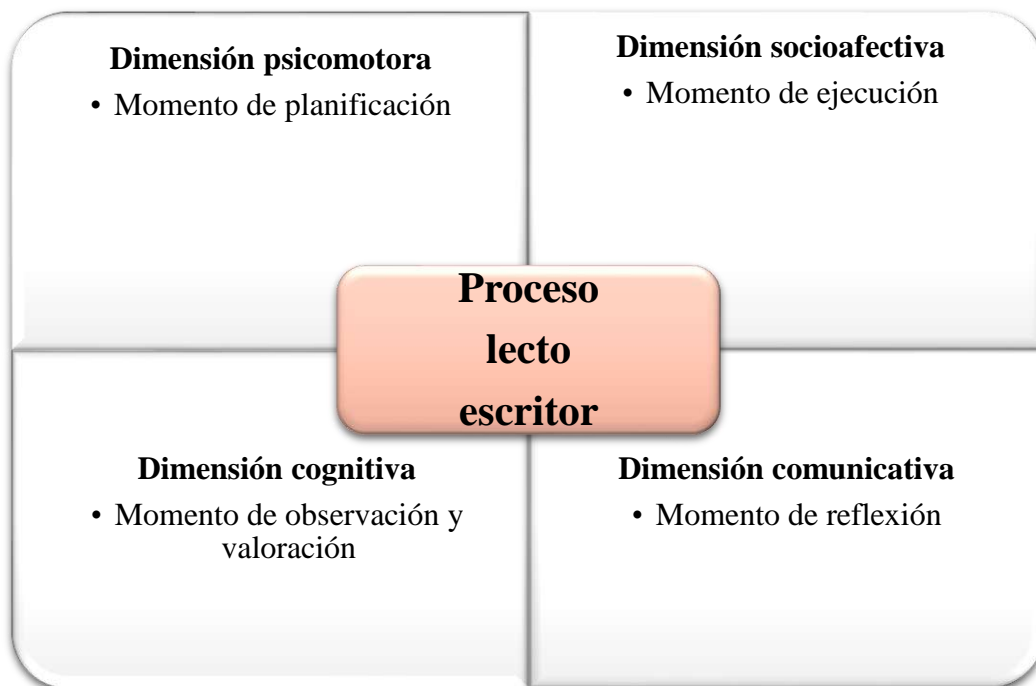 Dimensión psicomotora
• Momento de planificación
Dimensión socioafectiva
• Momento de ejecución
Proceso
lecto
escritor
Dimensión cognitiva
• Momento de observación y
valoración
Dimensión comunicativa
• Momento de reflexión